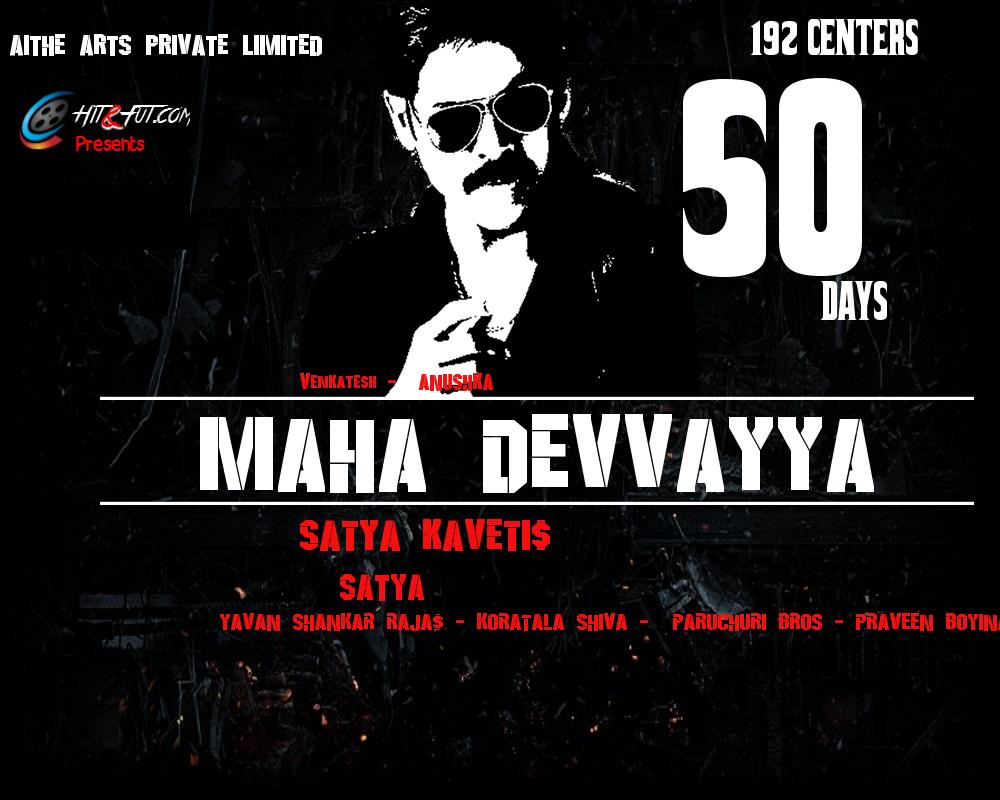 AITHE ARTS PRIVATE LIIMITED
192 CENTERS
HIT&FUT.COM
Presents
50
DAYS
VENKATESH - ANUSHKA
MAHA DEVVAYYA
SATYA KAVETI$
SATYA
YAVAN SHANKAR RAJA$ - KORATALA SHIVA - PARUCHURI BROS - PRAVEEN BOYINA